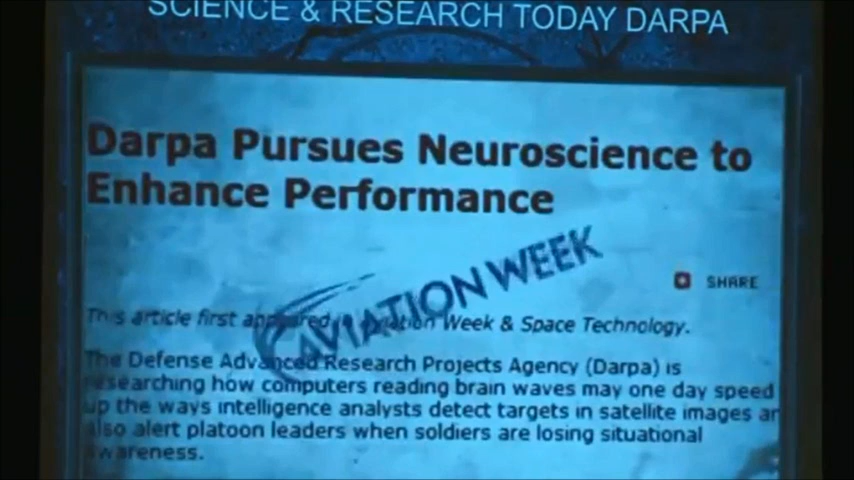 SCIENCE & RESEARCH TODAY DARPA
Darpa Pursues Neuroscience to
Enhance Performance
AVIATION WEEK
SHARE
This article first appeared in Aviation Week & Space Technology.
The Defense Advanced Research Projects Agency (Darpa) is
researching how computers reading brain waves may one day speed
up the ways intelligence analysts detect targets in satellite images an
also alert platoon leaders when soldiers are losing situational
awareness.